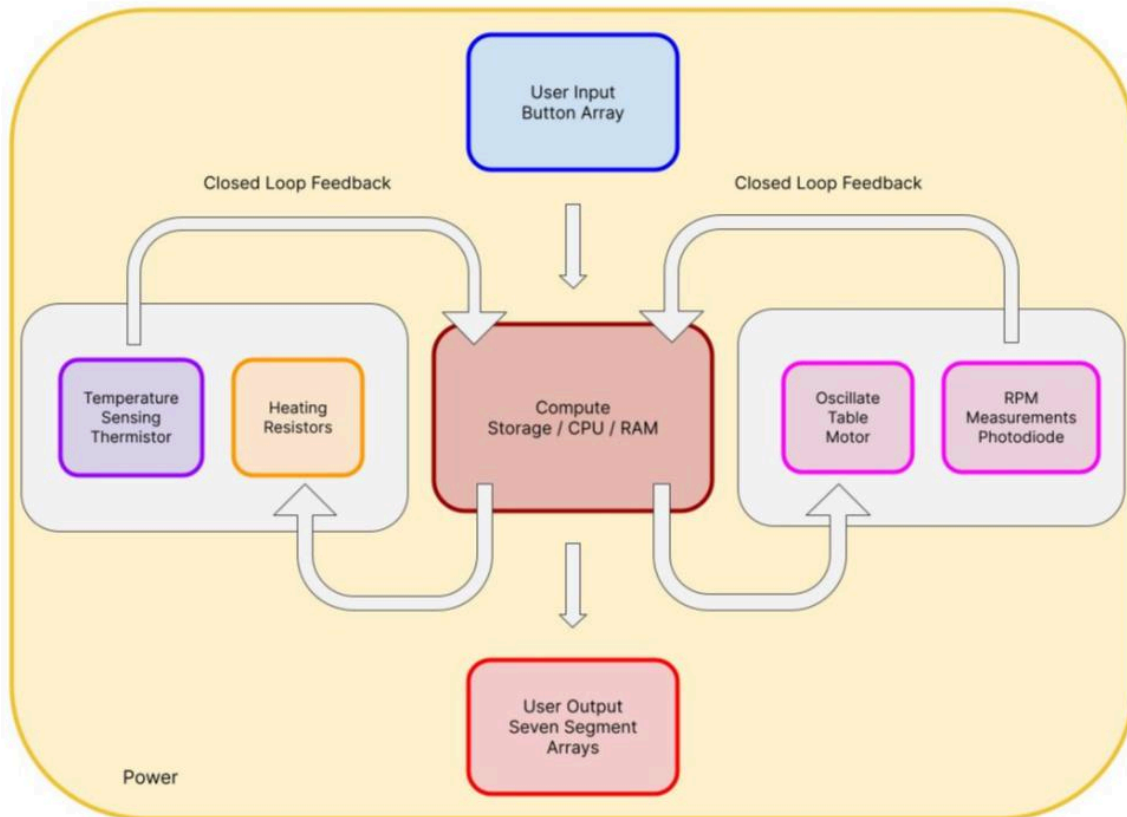 User Input
Button Array
Closed Loop Feedback
Closed Loop Feedback
Temperature
Sensing
Thermistor
Heating
Resistors
Compute
Storage / CPU / RAM
Oscillate
Table
Motor
RPM
Measurements
Photodiode
User Output
Seven Segment
Arrays
Power